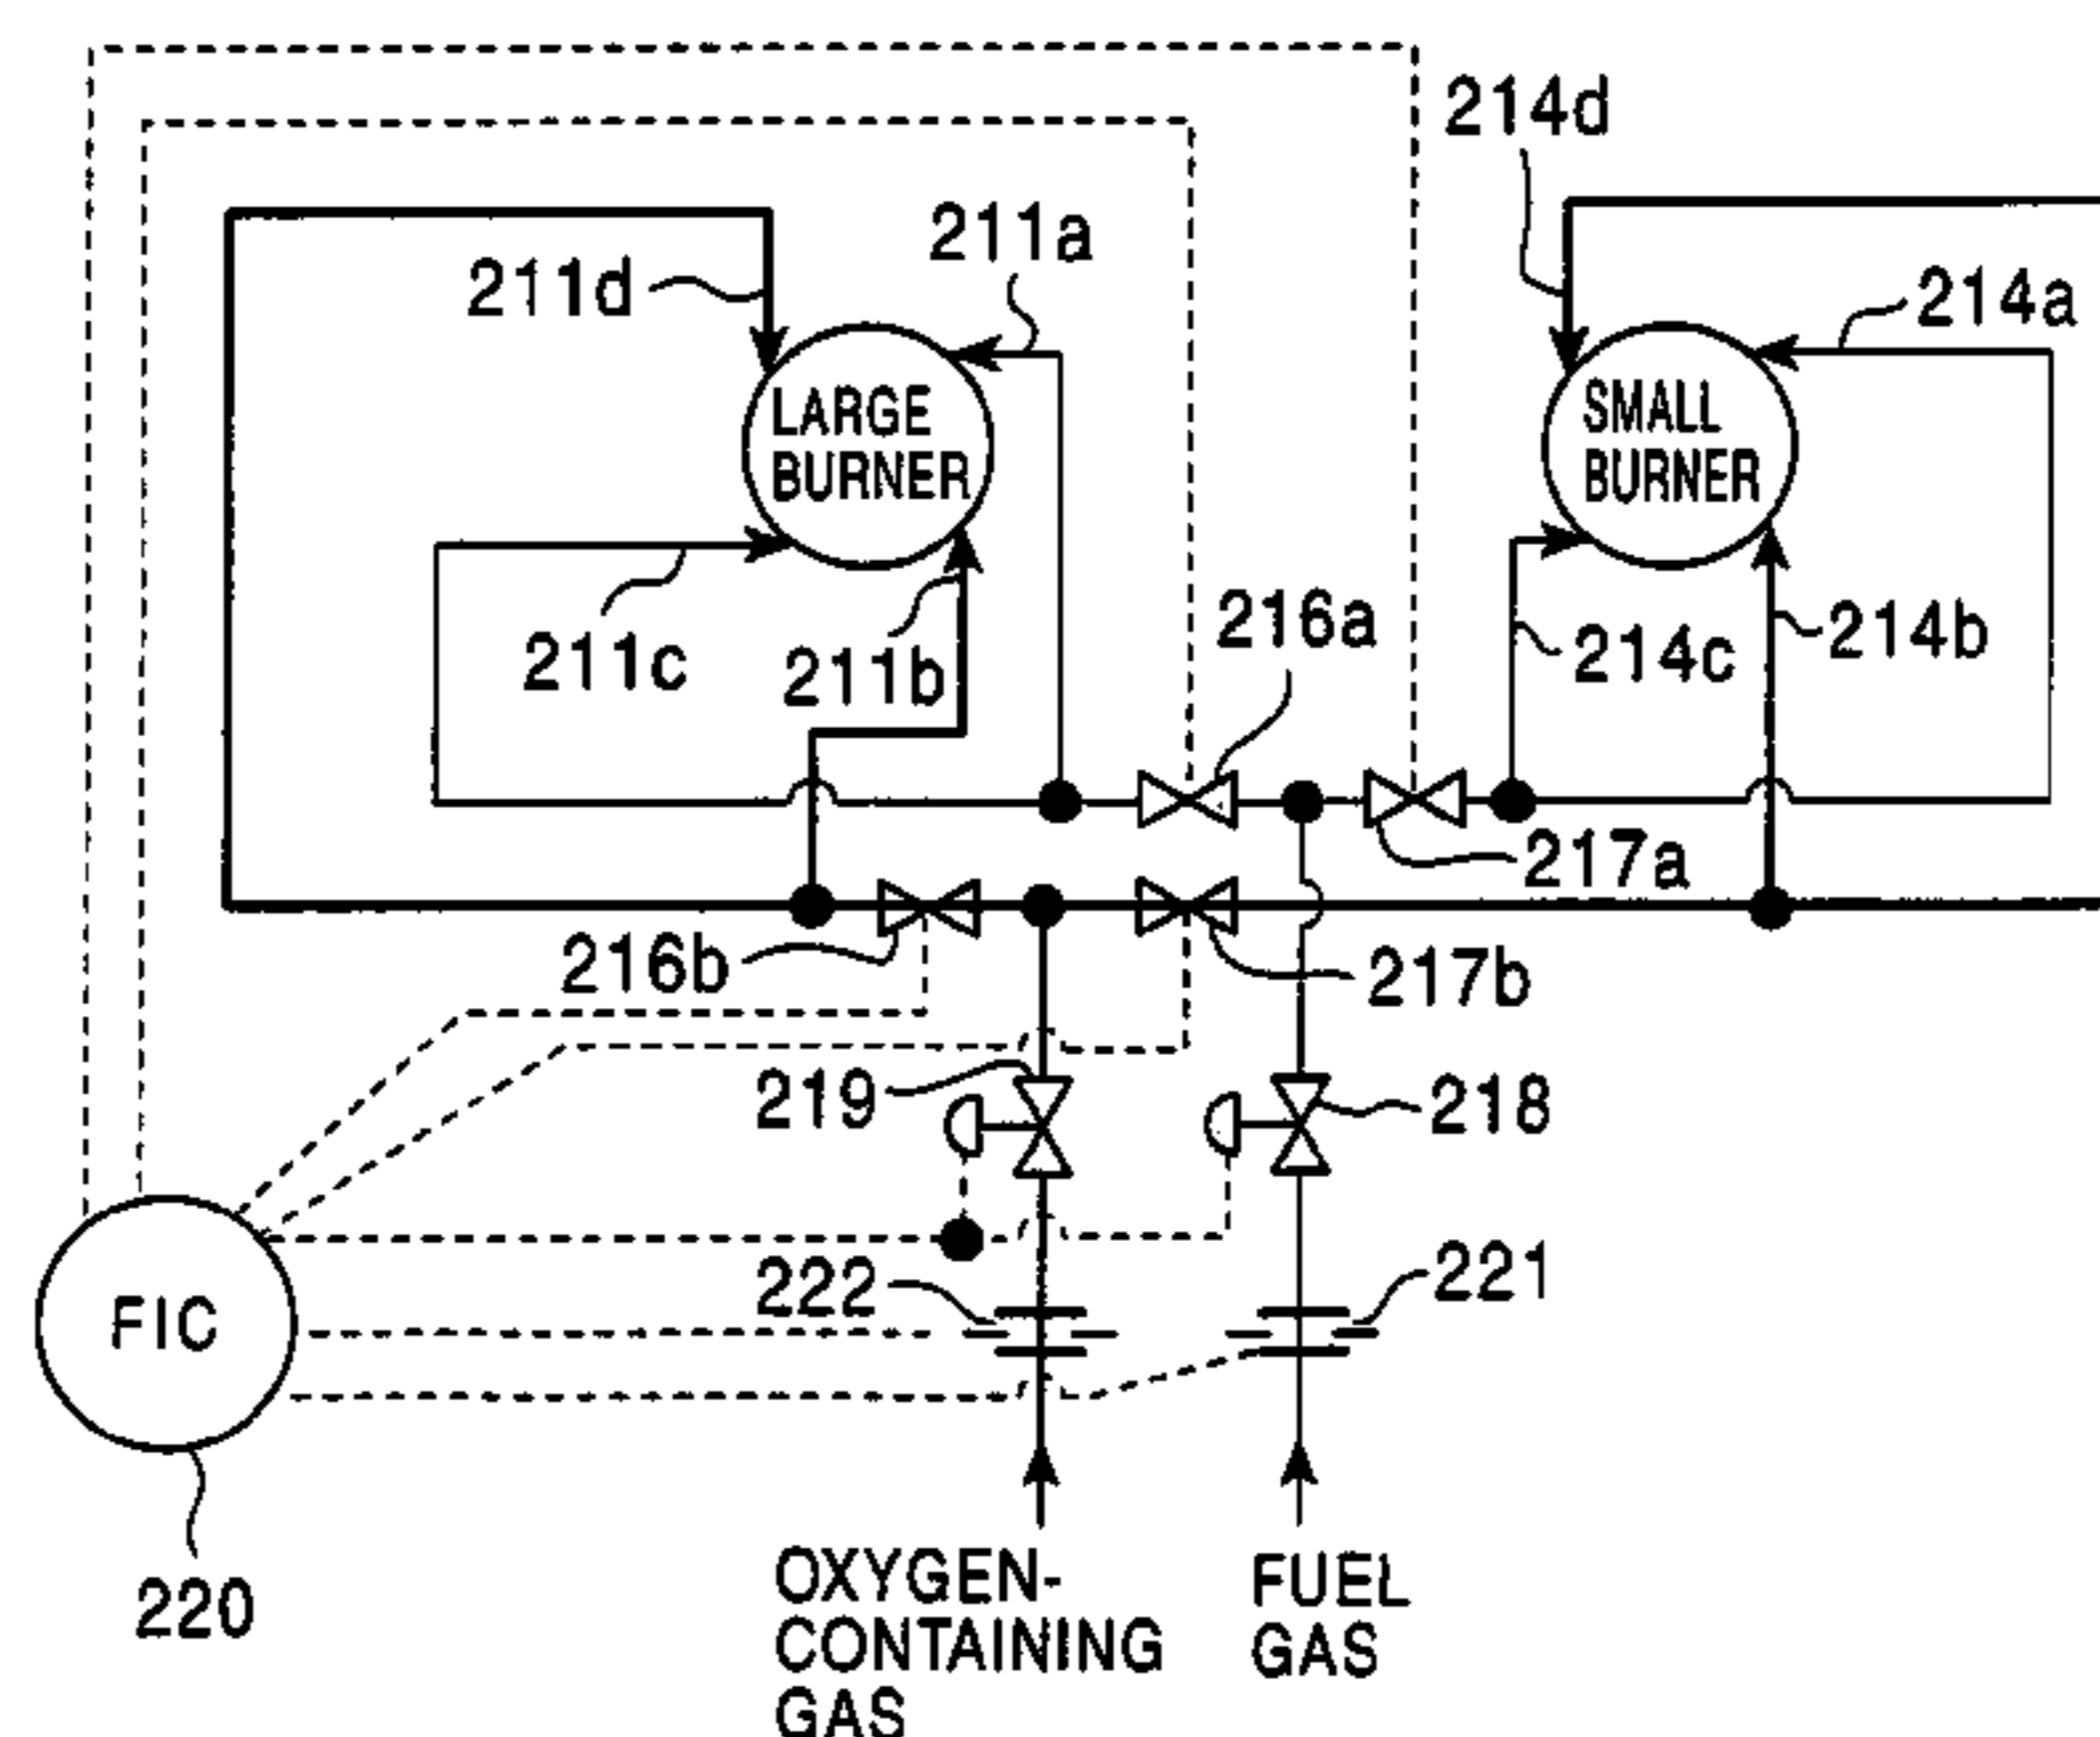 214d
211a
211d
214a
LARGE
BURNER
SMALL
BURNER
216a
211c
211b
214c
214b
217a
216b
217b
219
218
222
221
FIC
220
OXYGEN-
CONTAINING
GAS
FUEL
GAS